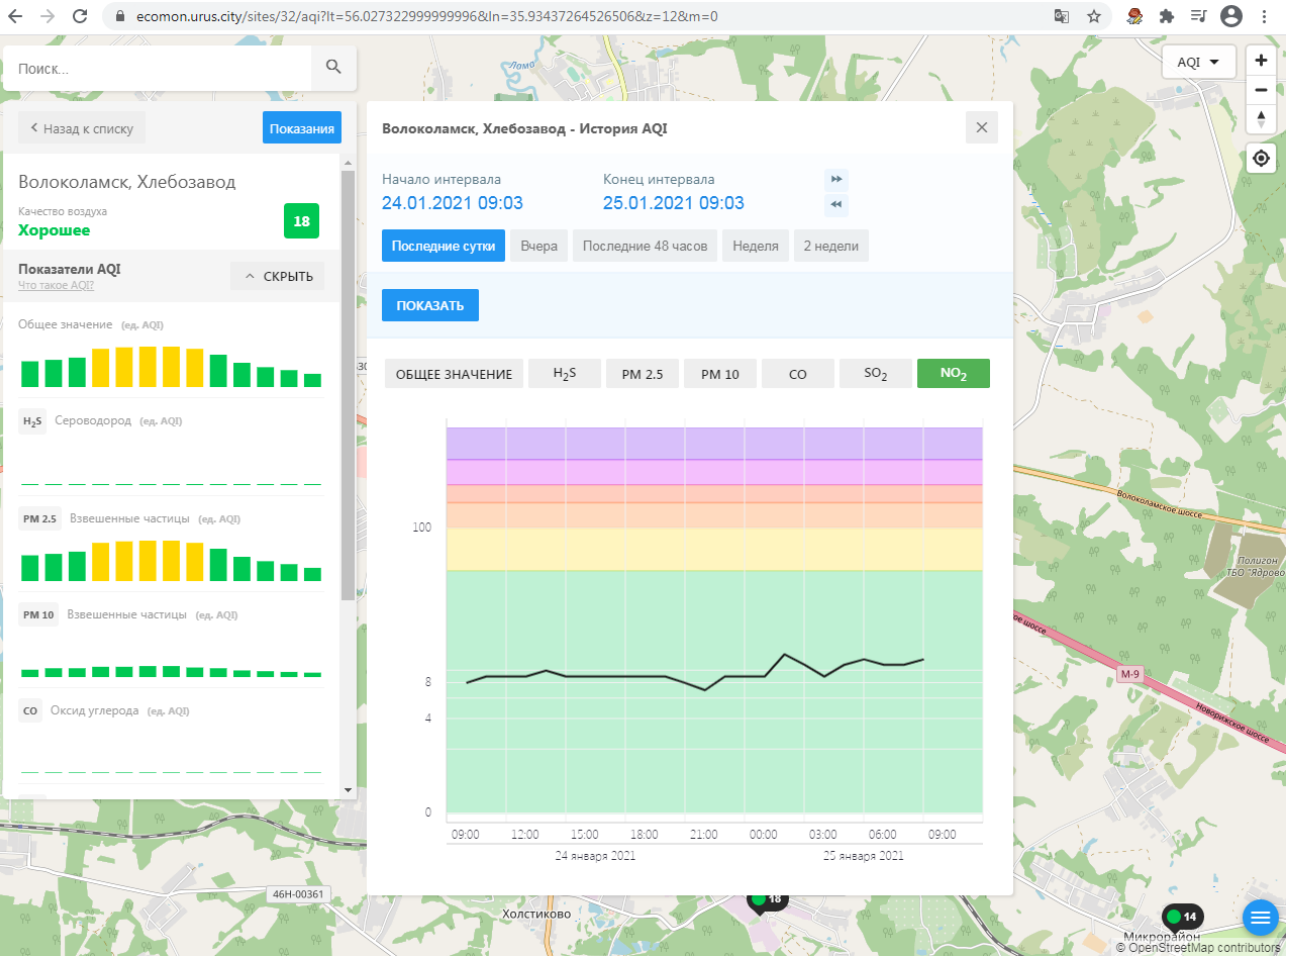 ecomon.urus.city/sites/32/aqi?lt=56.027322999999996&ln=35.93437264526506&z=12&m=0
Поиск...
AQI
Назад к списку
Показания
Волоколамск, Хлебозавод
Качество воздуха
Хорошее
18
Показатели AQI
Что такое AQI?
СКРЫТЬ
Общее значение (ед. AQI)
H₂S Сероводород (ед. AQI)
PM 2.5 Взвешенные частицы (ед. AQI)
PM 10 Взвешенные частицы (ед. AQI)
CO Оксид углерода (ед. AQI)
Волоколамск, Хлебозавод - История AQI
Начало интервала
24.01.2021 09:03
Конец интервала
25.01.2021 09:03
Последние сутки
Вчера
Последние 48 часов
Неделя
2 недели
ПОКАЗАТЬ
ОБЩЕЕ ЗНАЧЕНИЕ
H₂S
PM 2.5
PM 10
CO
SO₂
NO₂
100
8
4
0
09:00 12:00 15:00 18:00 21:00 00:00 03:00 06:00 09:00
24 января 2021
25 января 2021
Лама
Волоколамское шоссе
Полигон
ТБО "Ядрово
ое шоссе
М-9
Новорижское шоссе
46Н-00361
Холстиково
18
14
Микрорайон
© OpenStreetMap contributors